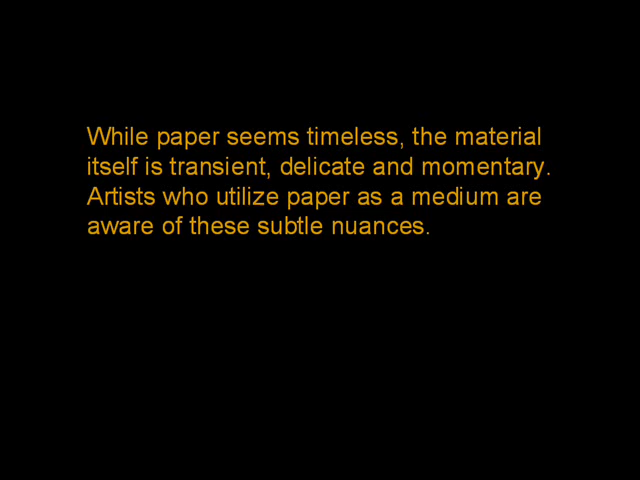 While paper seems timeless, the material
itself is transient, delicate and momentary.
Artists who utilize paper as a medium are
aware of these subtle nuances.